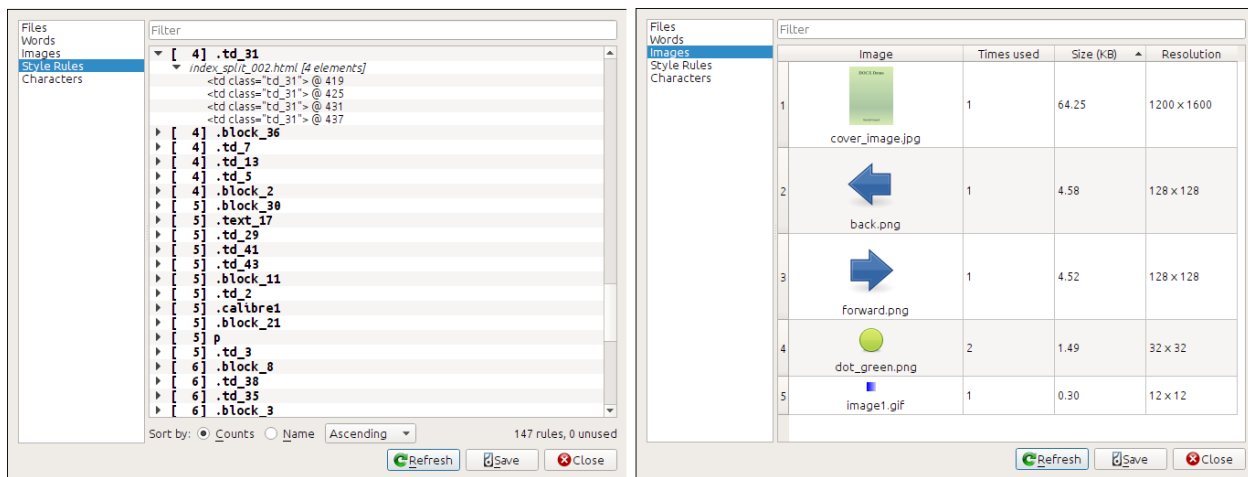 Files
Words
Images
Style Rules
Characters
Filter
[ 4] .td_31
index_split_002.html [4 elements]
<td class="td_31"> @ 419
<td class="td_31"> @ 425
<td class="td_31"> @ 431
<td class="td_31"> @ 437
[ 4] .block_36
[ 4] .td_7
[ 4] .td_13
[ 4] .td_5
[ 4] .block_2
[ 5] .block_30
[ 5] .text_17
[ 5] .td_29
[ 5] .td_41
[ 5] .td_43
[ 5] .block_11
[ 5] .td_2
[ 5] .calibre1
[ 5] .block_21
[ 5] p
[ 5] .td_3
[ 6] .block_8
[ 6] .td_38
[ 6] .td_35
[ 6] .block_3
Sort by: Counts Name Ascending 147 rules, 0 unused
Refresh Save Close
Files
Words
Images
Style Rules
Characters
Filter
Image Times used Size (KB) Resolution
DOCX Demo
1 1 64.25 1200 x 1600
cover_image.jpg
2 1 4.58 128 x 128
back.png
3 1 4.52 128 x 128
forward.png
4 2 1.49 32 x 32
dot_green.png
5 1 0.30 12 x 12
image1.gif
Refresh Save Close